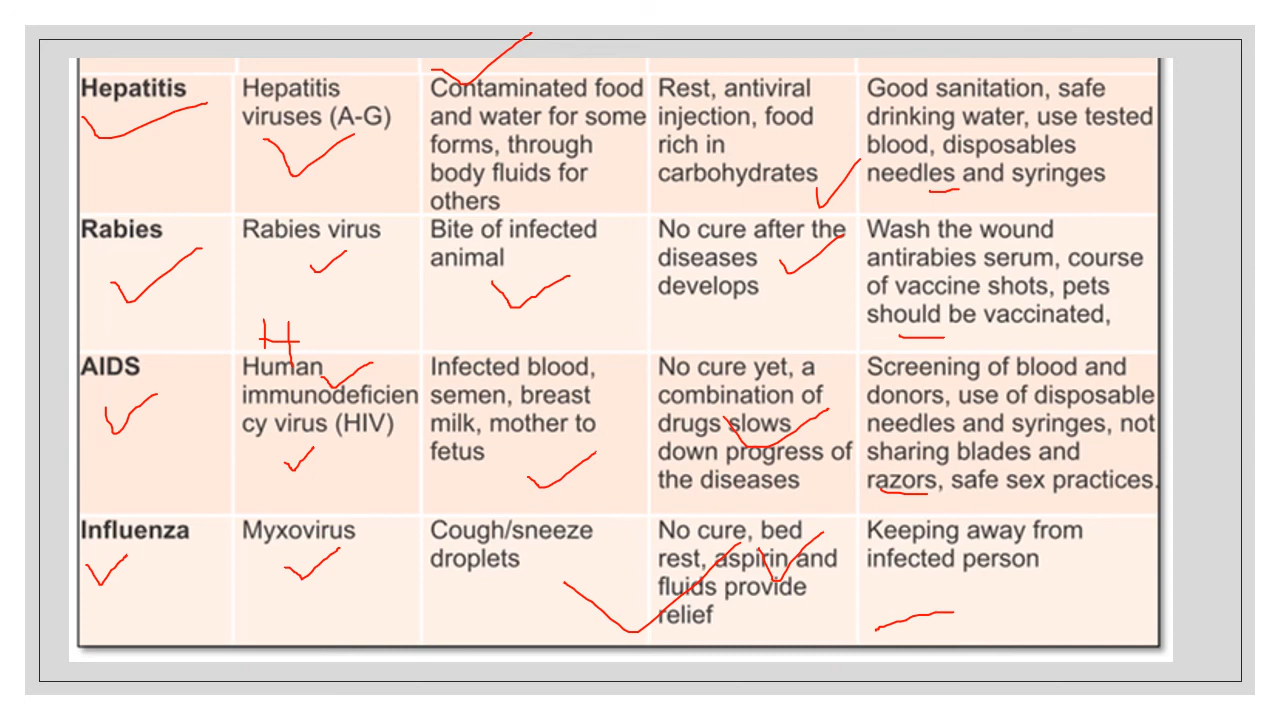 Hepatitis
Hepatitis
viruses (A-G)
Contaminated food
and water for some
forms, through
body fluids for
others
Rest, antiviral
injection, food
rich in
carbohydrates
Good sanitation, safe
drinking water, use tested
blood, disposables
needles and syringes
Rabies
Rabies virus
Bite of infected
animal
No cure after the
diseases
develops
Wash the wound
antirabies serum, course
of vaccine shots, pets
should be vaccinated,
H
AIDS
Human
immunodeficien
cy virus (HIV)
Infected blood,
semen, breast
milk, mother to
fetus
No cure yet, a
combination of
drugs slows
down progress of
the diseases
Screening of blood and
donors, use of disposable
needles and syringes, not
sharing blades and
razors, safe sex practices.
Influenza
Myxovirus
Cough/sneeze
droplets
No cure, bed
rest, aspirin and
fluids provide
relief
Keeping away from
infected person